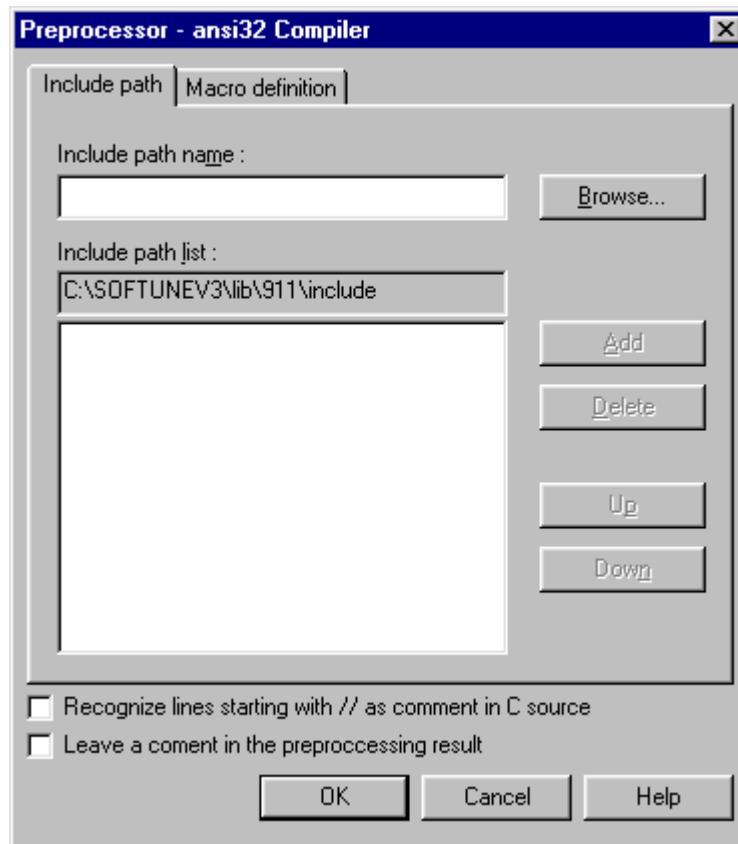 Preprocessor - ansi32 Compiler
Include path
Macro definition
Include path name :
Browse...
Include path list :
C:\SOFTUNEV3\lib\911\include
Add
Delete
Up
Down
Recognize lines starting with // as comment in C source
Leave a coment in the preproccessing result
OK
Cancel
Help